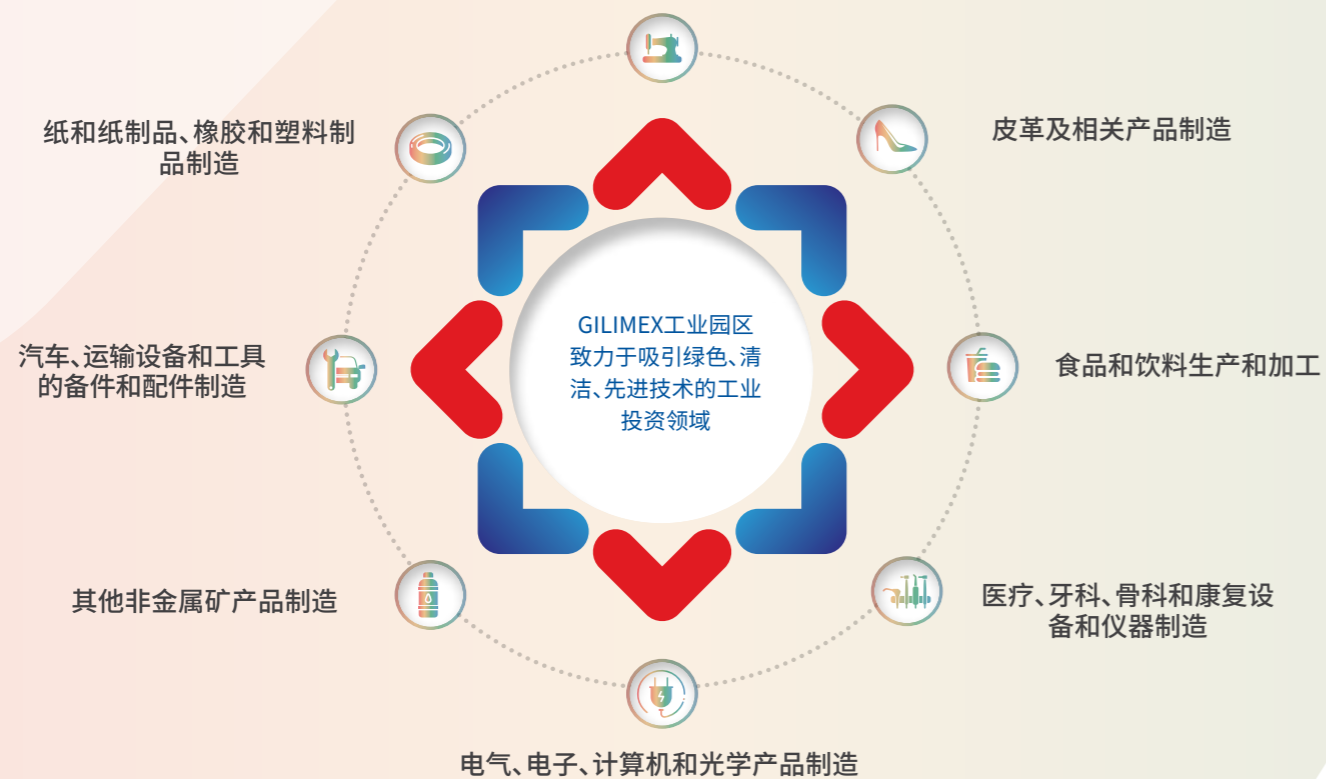 纸和纸制品、橡胶和塑料制
品制造
皮革及相关产品制造
GILIMEX工业园区
致力于吸引绿色、清
洁、先进技术的工业
投资领域
汽车、运输设备和工具
的备件和配件制造
食品和饮料生产和加工
其他非金属矿产品制造
医疗、牙科、骨科和康复设
备和仪器制造
电气、电子、计算机和光学产品制造